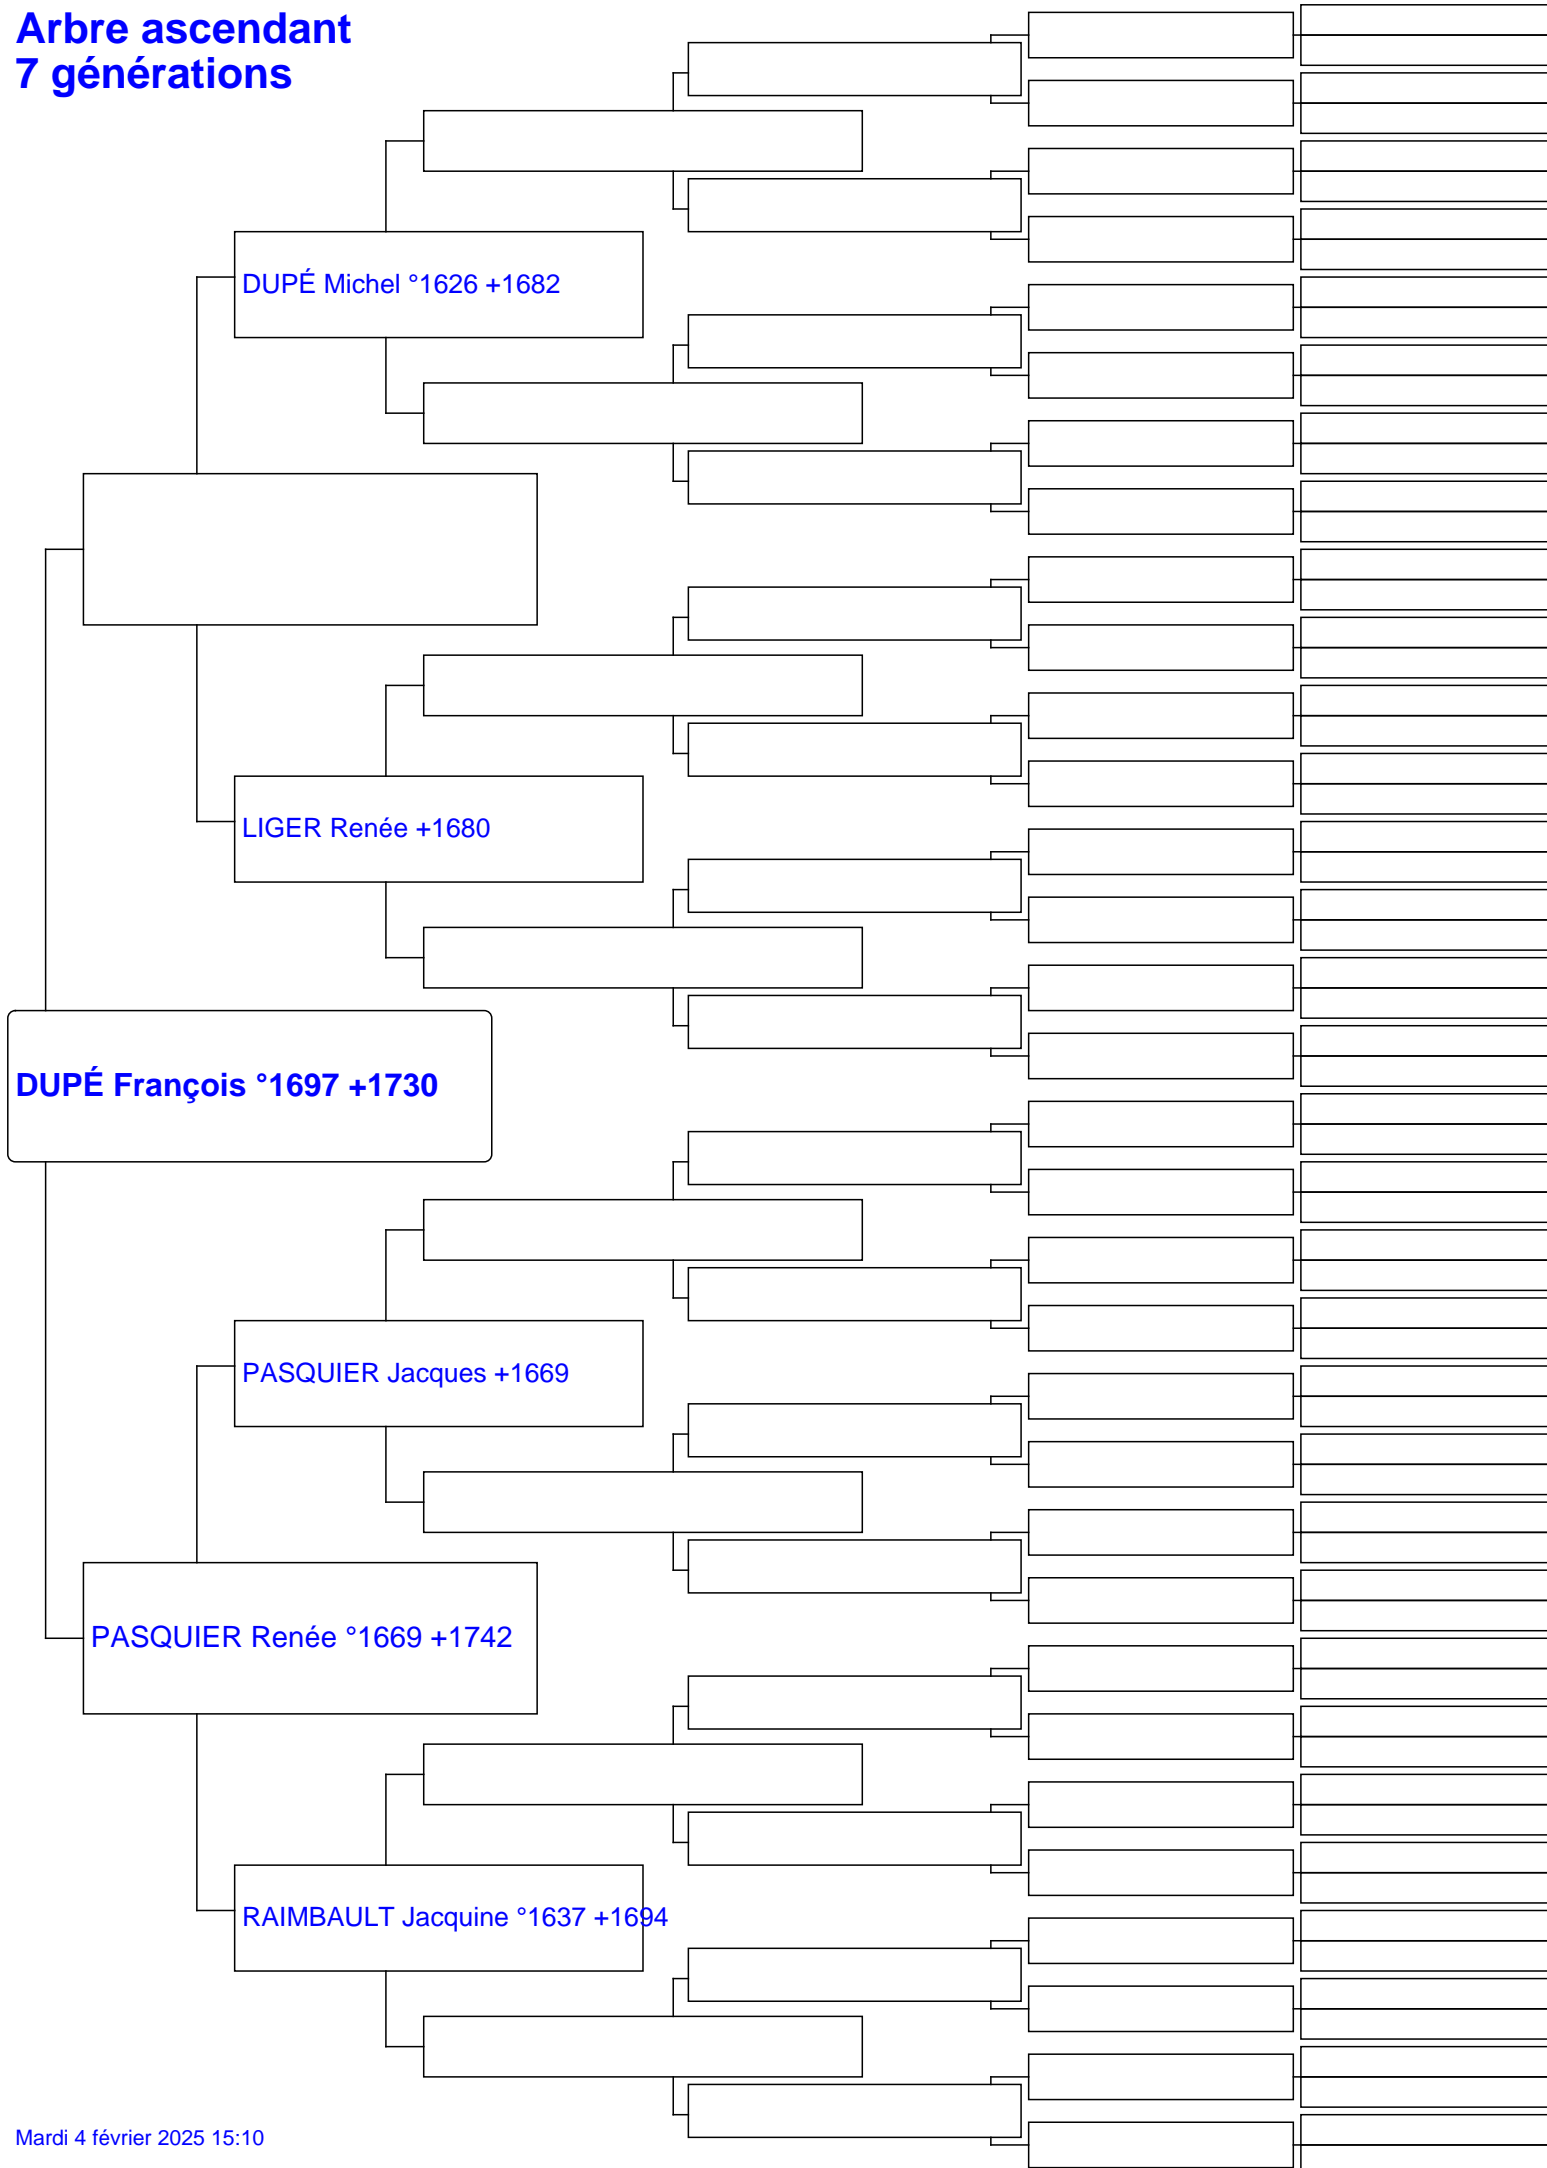 Arbre ascendant
7 générations
DUPÉ Michel °1626 +1682
LIGER Renée +1680
DUPÉ François °1697 +1730
PASQUIER Jacques +1669
PASQUIER Renée °1669 +1742
RAIMBAULT Jacquine °1637 +1694
Mardi 4 février 2025 15:10